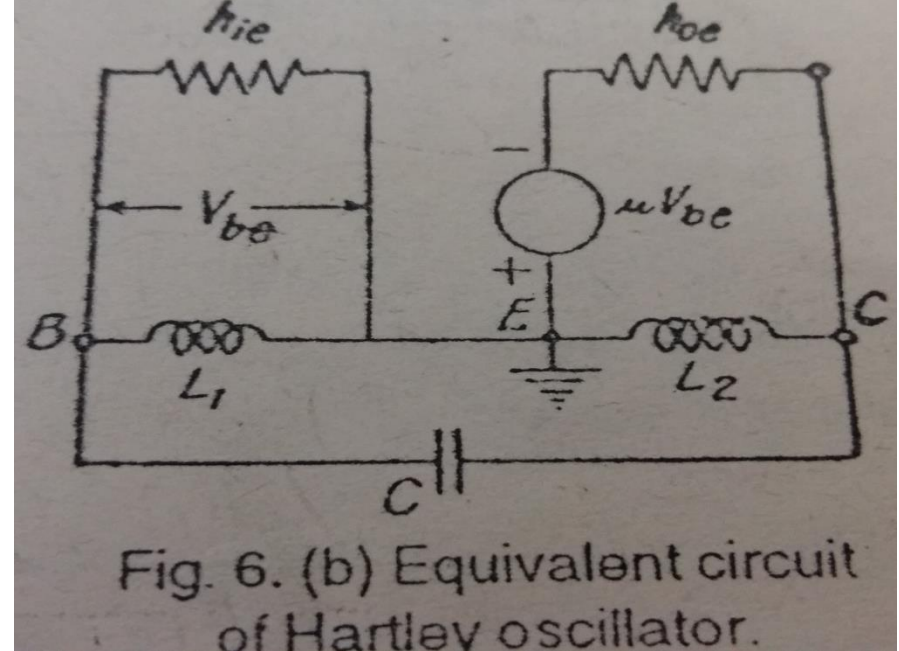 hie
hoe
−
Vbe
μVbe
+
B
E
C
L1
L2
C
Fig. 6. (b) Equivalent circuit
of Hartley oscillator.